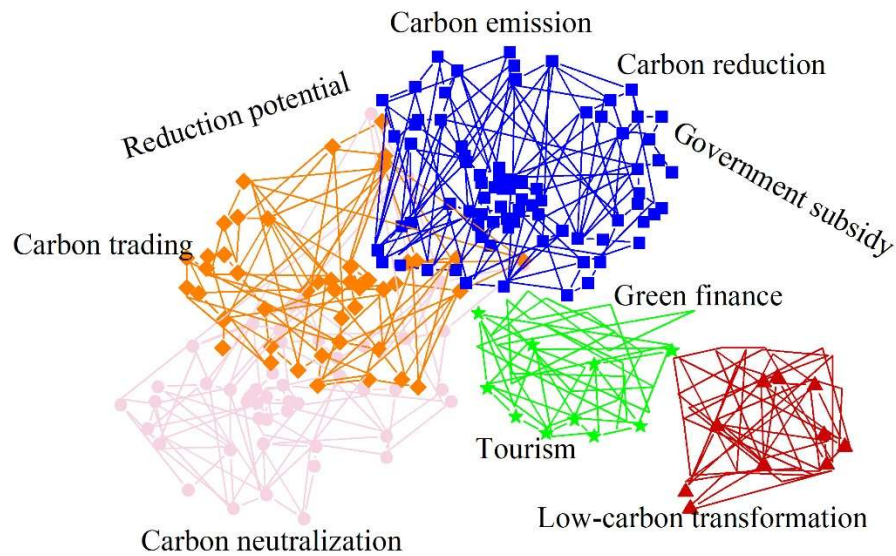 Carbon emission
Carbon reduction
Reduction potential
Government subsidy
Carbon trading
Green finance
Tourism
Low-carbon transformation
Carbon neutralization